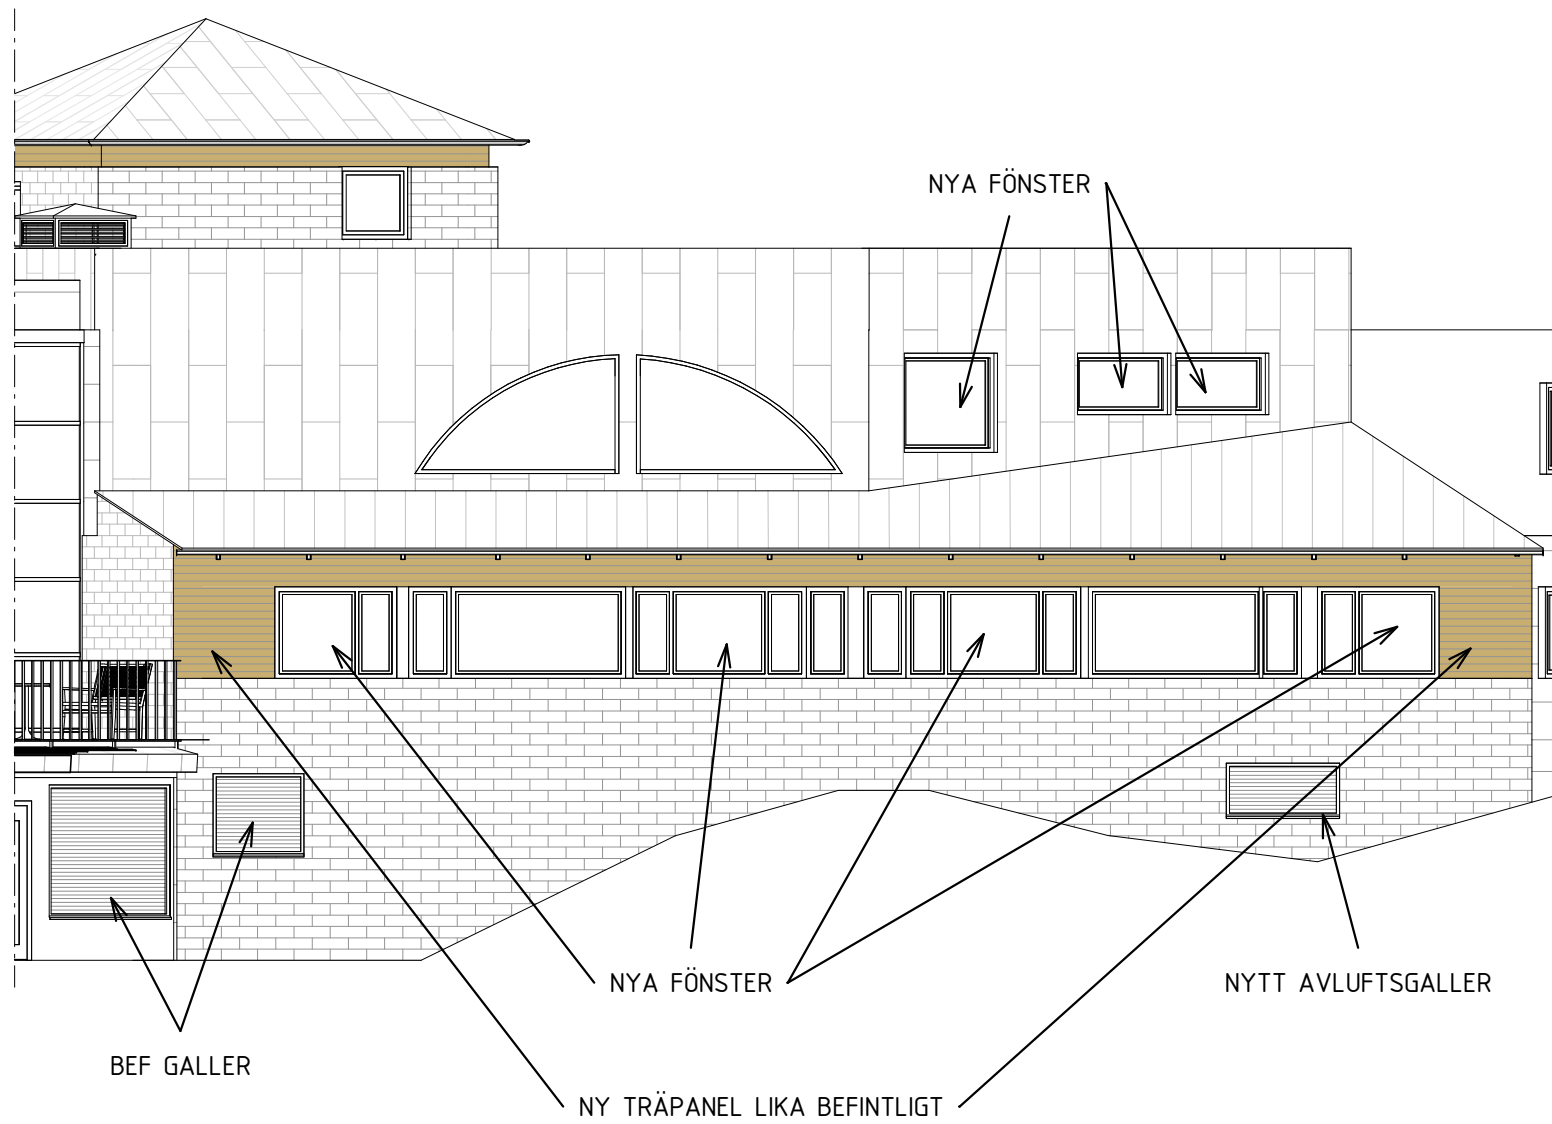 NYA FÖNSTER
NYA FÖNSTER
NYTT AVLUFTSGALLER
BEF GALLER
NY TRÄPANEL LIKA BEFINTLIGT